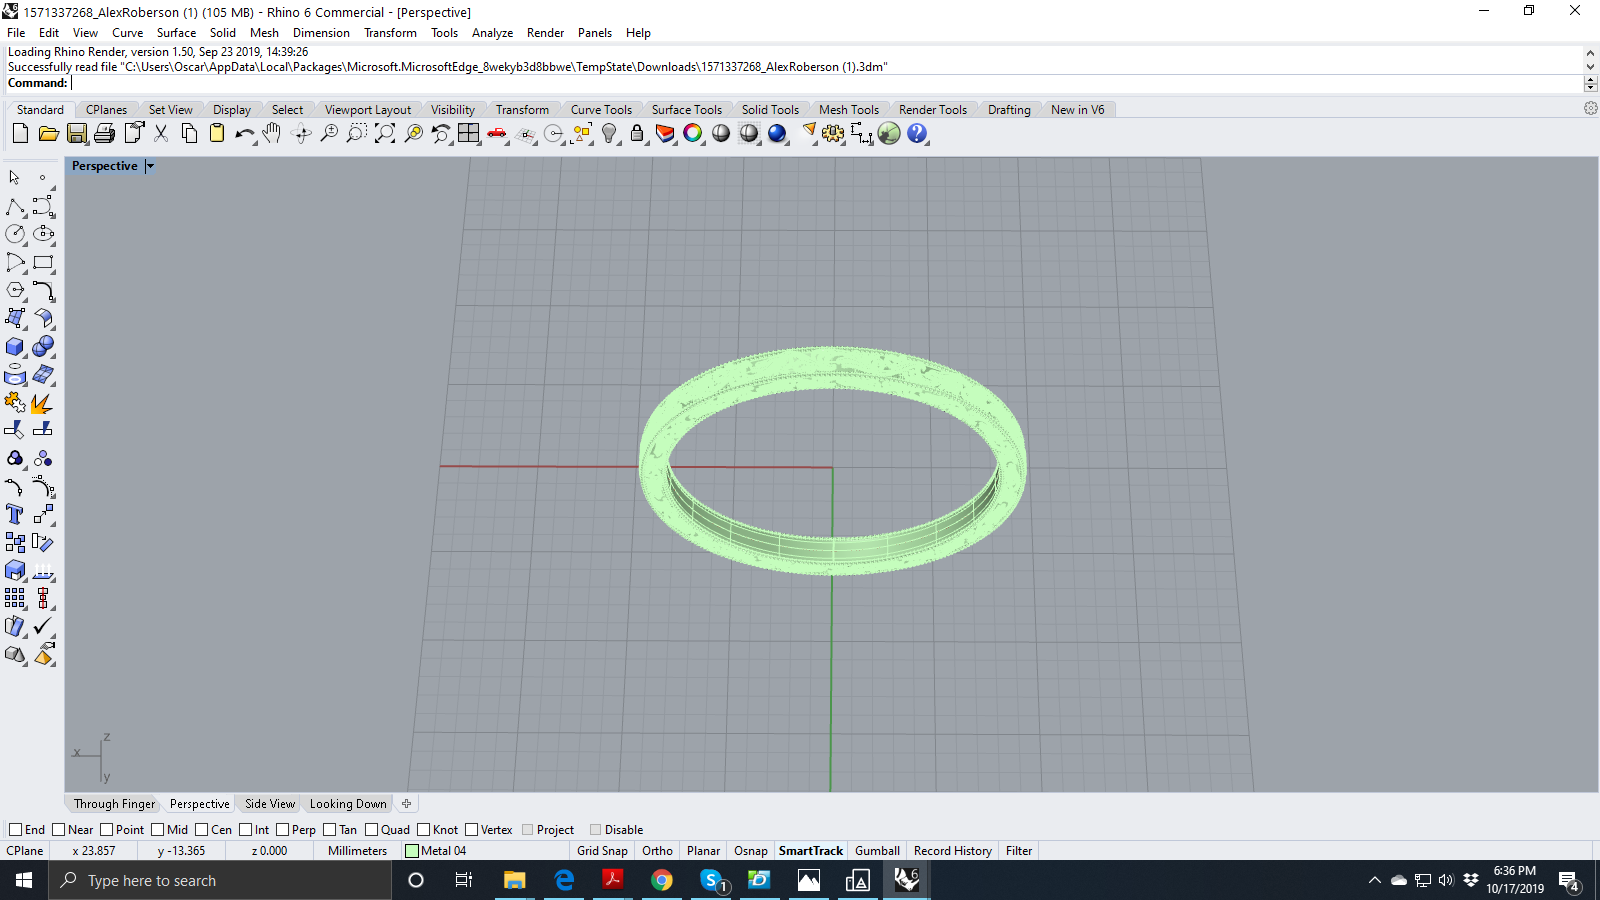 1571337268_AlexRoberson (1) (105 MB) - Rhino 6 Commercial - [Perspective]
File Edit View Curve Surface Solid Mesh Dimension Transform Tools Analyze Render Panels Help
Loading Rhino Render, version 1.50, Sep 23 2019, 14:39:26
Successfully read file "C:\Users\Oscar\AppData\Local\Packages\Microsoft.MicrosoftEdge_8wekyb3d8bbwe\TempState\Downloads\1571337268_AlexRoberson (1).3dm"
Command:
Standard CPlanes Set View Display Select Viewport Layout Visibility Transform Curve Tools Surface Tools Solid Tools Mesh Tools Render Tools Drafting New in V6
Perspective
z
x
y
Through Finger Perspective Side View Looking Down
End Near Point Mid Cen Int Perp Tan Quad Knot Vertex Project Disable
CPlane x 23.857 y -13.365 z 0.000 Millimeters Metal 04 Grid Snap Ortho Planar Osnap SmartTrack Gumball Record History Filter
Type here to search
1
6
6:36 PM
10/17/2019
4